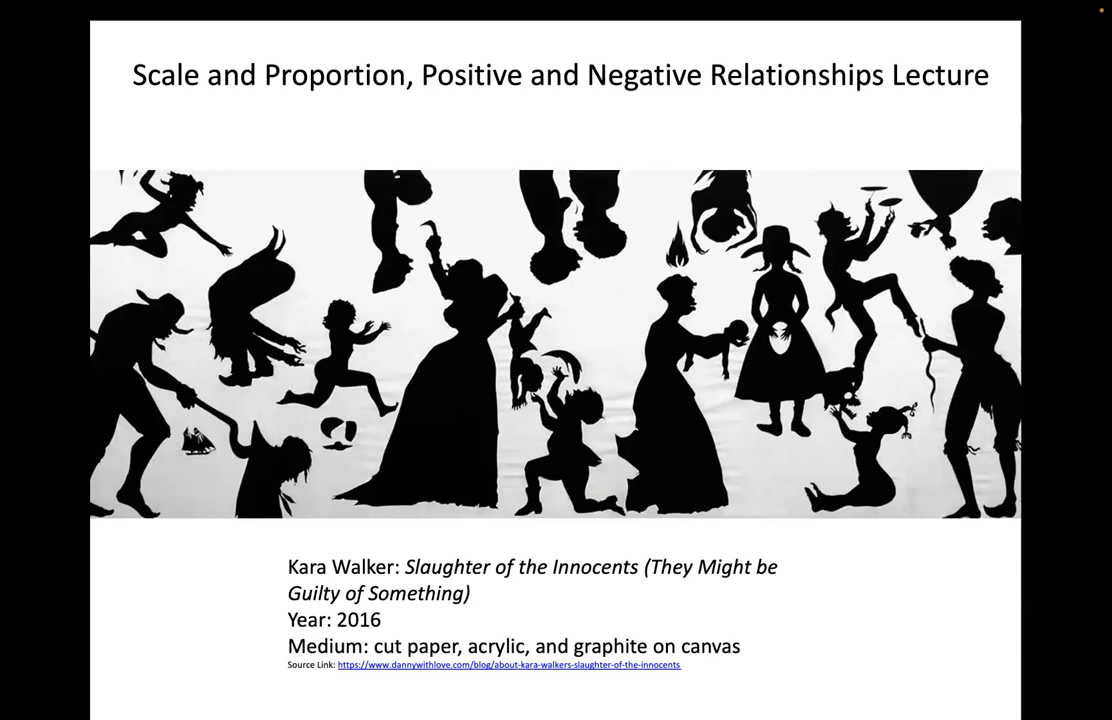 Scale and Proportion, Positive and Negative Relationships Lecture
Kara Walker: Slaughter of the Innocents (They Might be
Guilty of Something)
Year: 2016
Medium: cut paper, acrylic, and graphite on canvas
Source Link: https://www.dannywithlove.com/blog/about-kara-walkers-slaughter-of-the-innocents